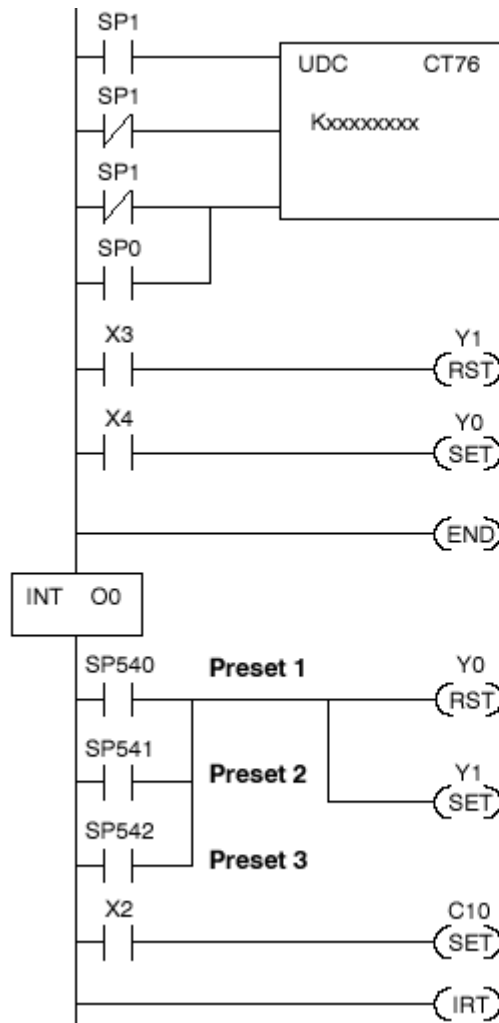 SP1
UDC CT76
SP1
Kxxxxxxxx
SP1
SP0
X3 Y1
RST
X4 Y0
SET
END
INT O0
SP540 Preset 1 Y0
RST
SP541 Preset 2 Y1
SET
SP542 Preset 3
X2 C10
SET
IRT